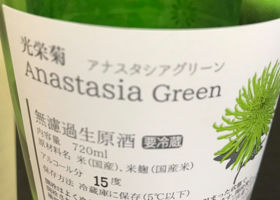 光栄菊
アナスタシアグリーン
Anastasia Green
無濾過生原酒 要冷蔵
内容量 720ml
原材料名 米(国産)、米麹(国産米)
アルコール分 15度
保存方法 冷蔵庫に保存(5℃以下)